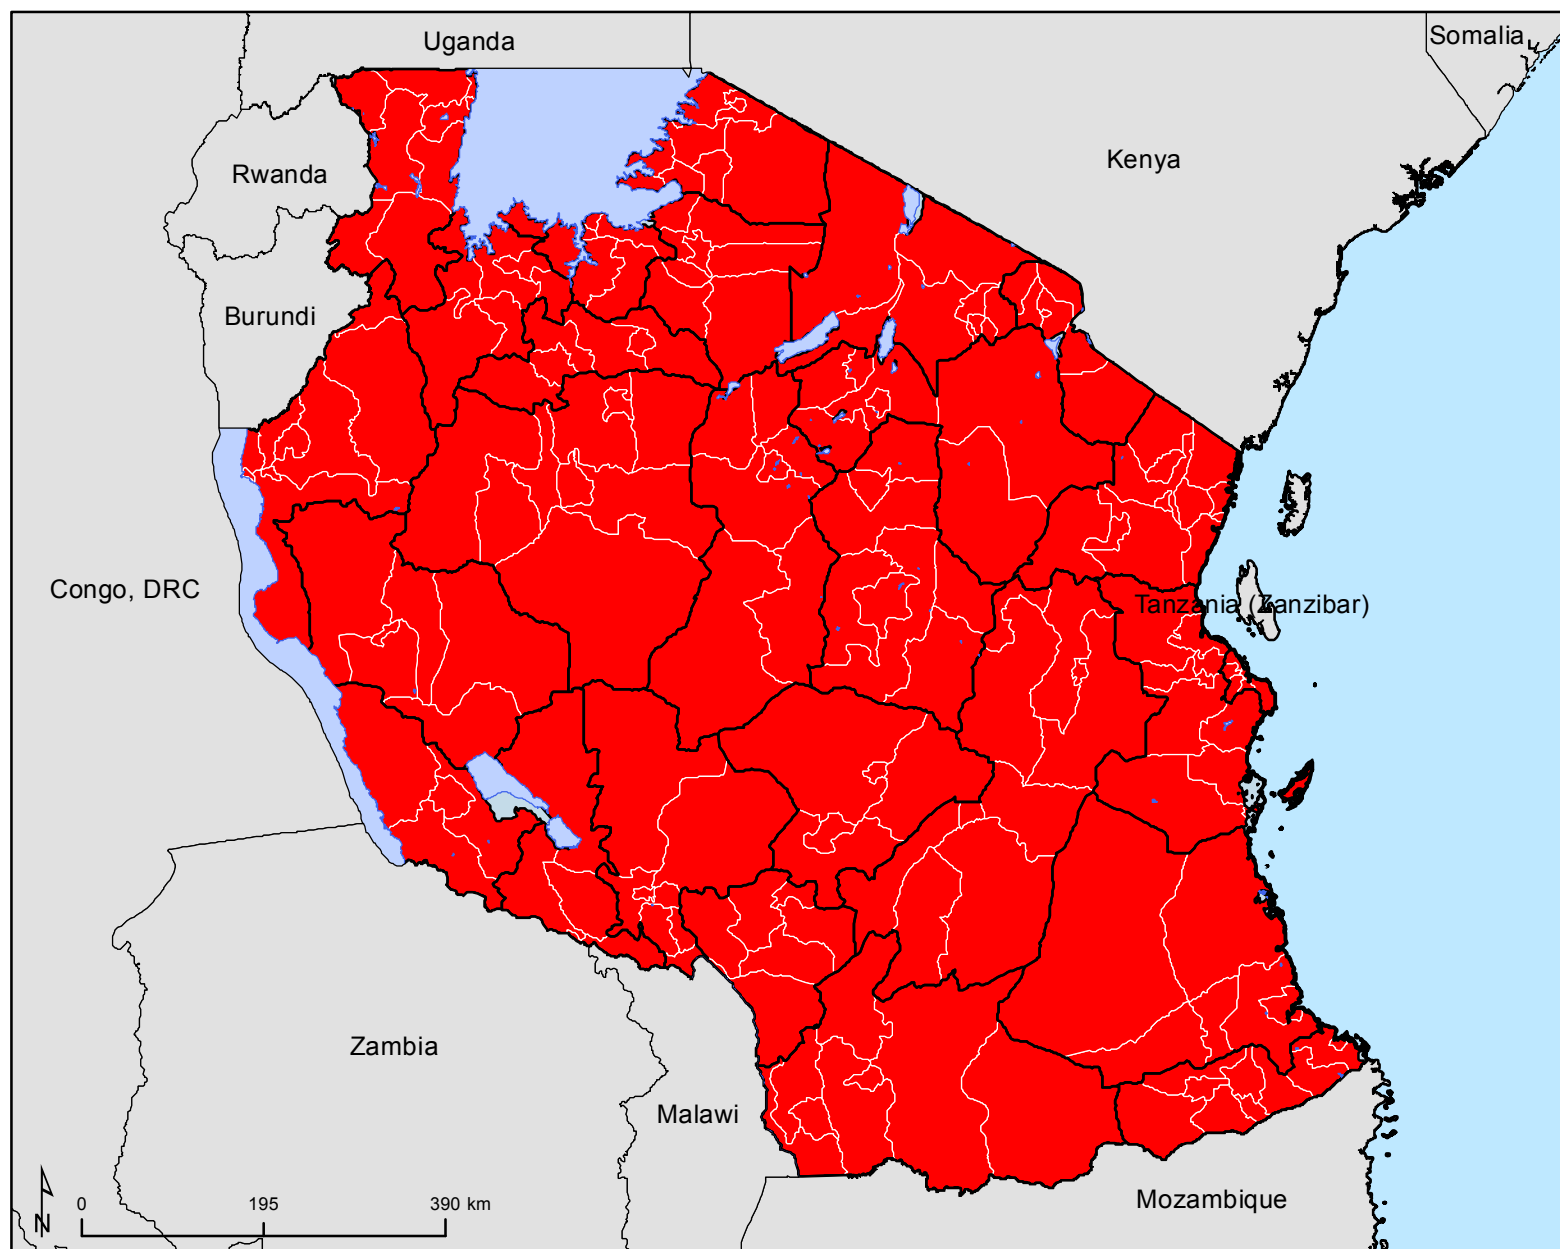 Uganda
Somalia
Kenya
Rwanda
Burundi
Congo, DRC
Tanzania (Zanzibar)
Zambia
Malawi
Mozambique
0 195 390 km
N